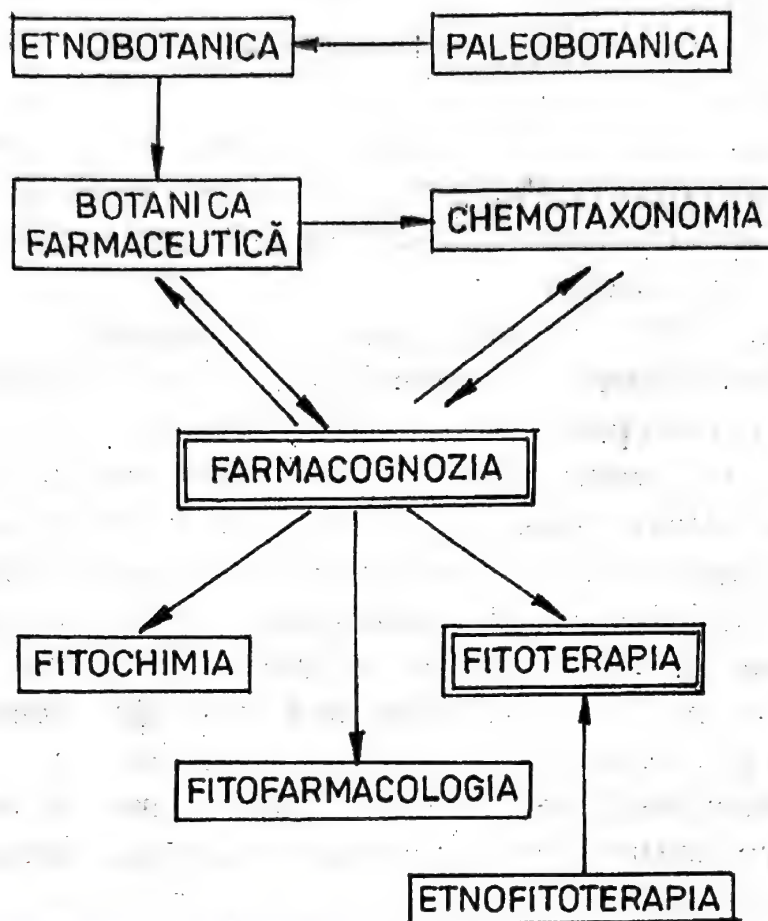 ETNOBOTANICA
PALEOBOTANICA
BOTANICA
FARMACEUTICĂ
CHEMOTAXONOMIA
FARMACOGNOZIA
FITOCHIMIA
FITOTERAPIA
FITOFARMACOLOGIA
ETNOFITOTERAPIA